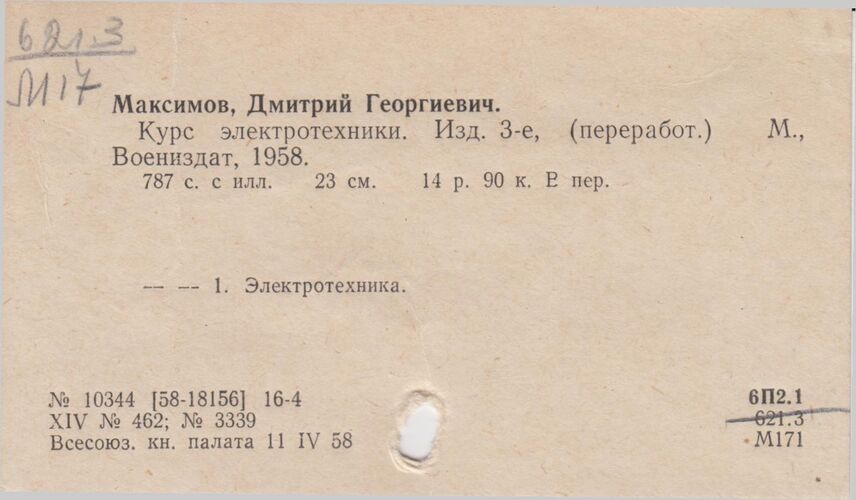 621.3
М17
Максимов, Дмитрий Георгиевич.
Курс электротехники. Изд. 3-е, (переработ.) М.,
Воениздат, 1958.
787 с. с илл. 23 см. 14 р. 90 к. В пер.
— — 1. Электротехника.
№ 10344 [58-18156] 16-4
XIV № 462; № 3339
Всесоюз. кн. палата 11 IV 58
6П2.1
621.3
М171